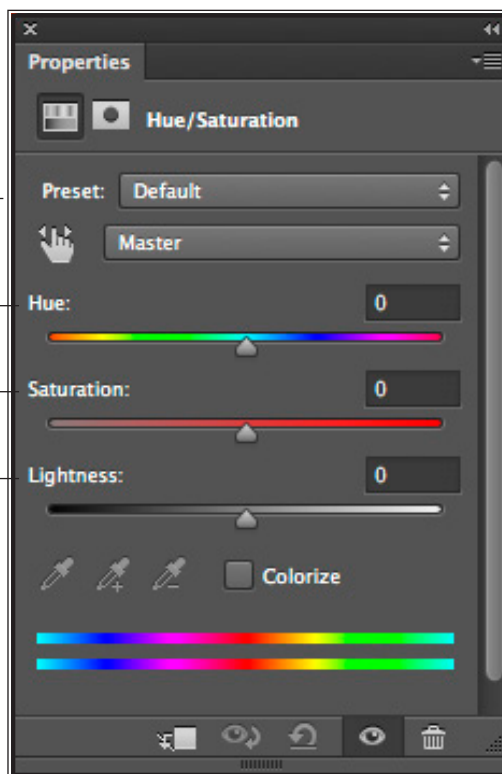 Properties
Hue/Saturation
Preset: Default
Master
Hue: 0
Saturation: 0
Lightness: 0
Colorize